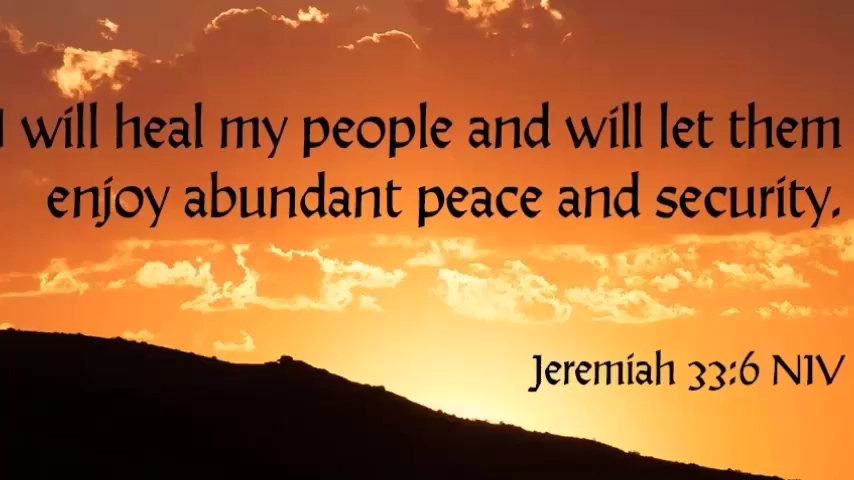 I will heal my people and will let them
enjoy abundant peace and security.
Jeremiah 33:6 NIV